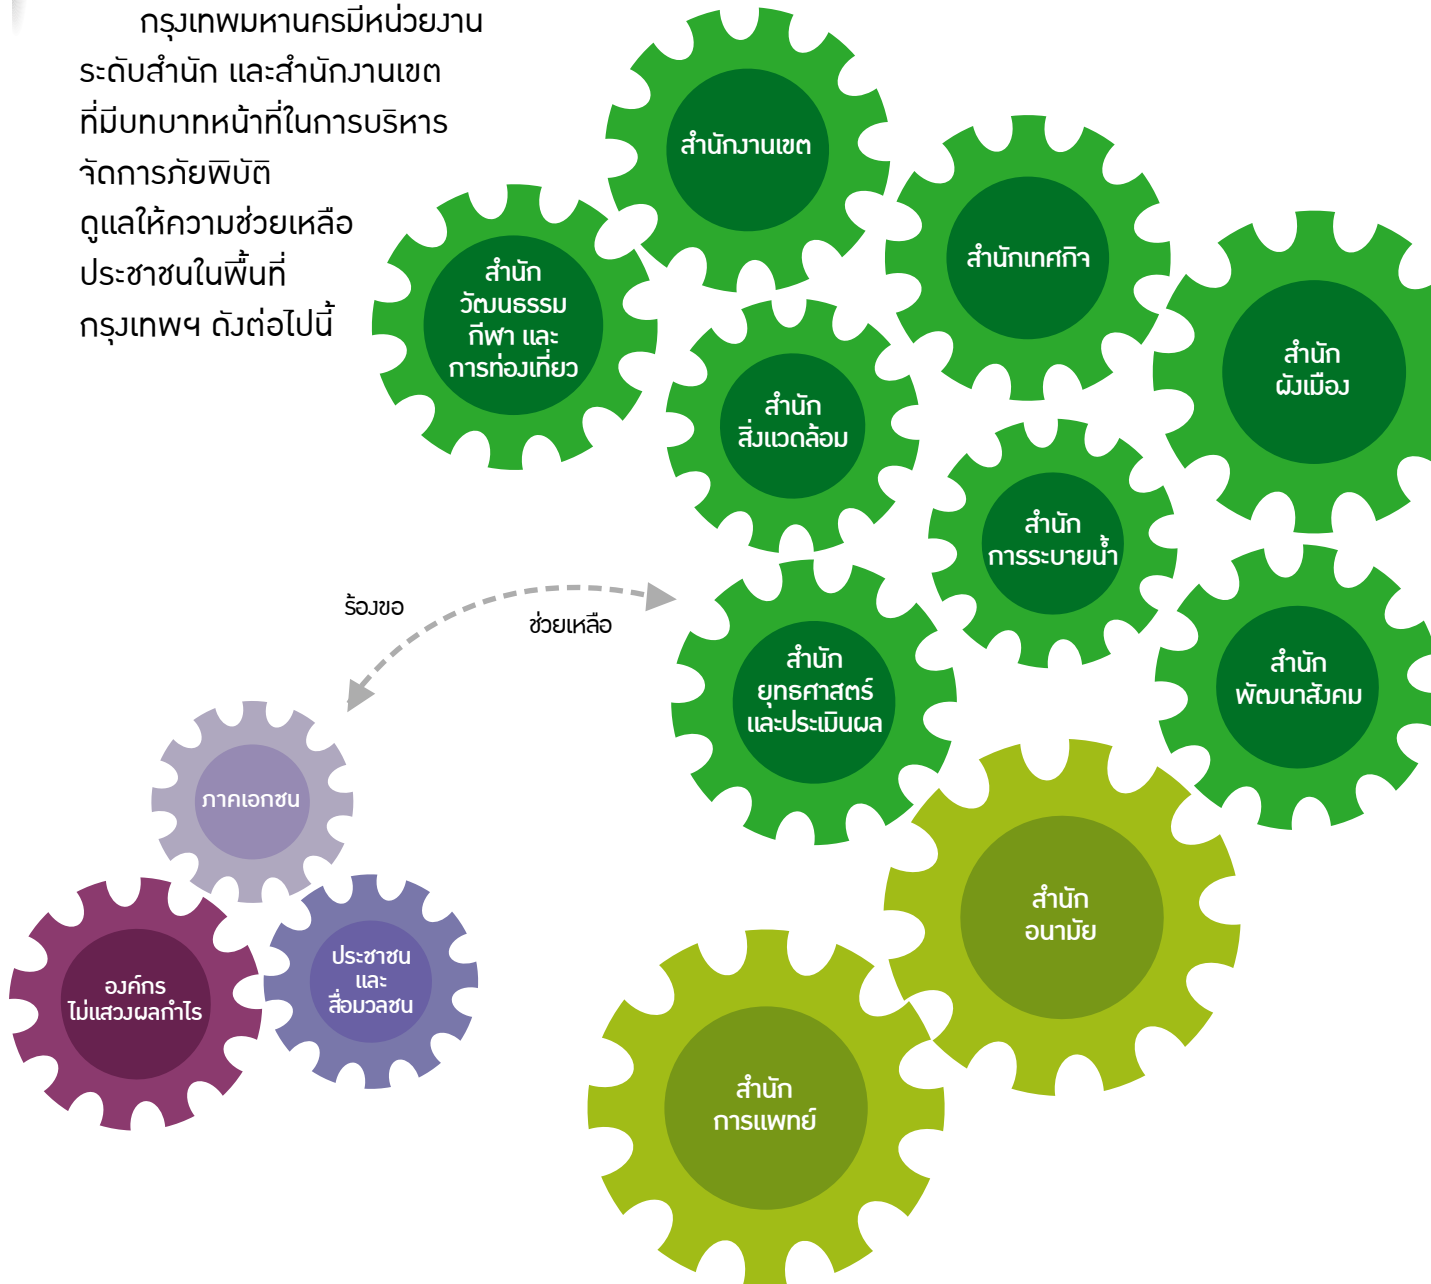 กรุงเทพมหานครมีหน่วยงาน
ระดับสำนัก และสำนักงานเขต
ที่มีบทบาทหน้าที่ในการบริหาร
จัดการภัยพิบัติ
ดูแลให้ความช่วยเหลือ
ประชาชนในพื้นที่
กรุงเทพฯ ดังต่อไปนี้
สำนักงานเขต
สำนักเทศกิจ
สำนัก
วัฒนธรรม
กีฬา และ
การท่องเที่ยว
สำนัก
ผังเมือง
สำนัก
สิ่งแวดล้อม
สำนัก
การระบายน้ำ
ร้องขอ
ช่วยเหลือ
สำนัก
ยุทธศาสตร์
และประเมินผล
สำนัก
พัฒนาสังคม
ภาคเอกชน
สำนัก
อนามัย
องค์กร
ไม่แสวงผลกำไร
ประชาชน
และ
สื่อมวลชน
สำนัก
การแพทย์